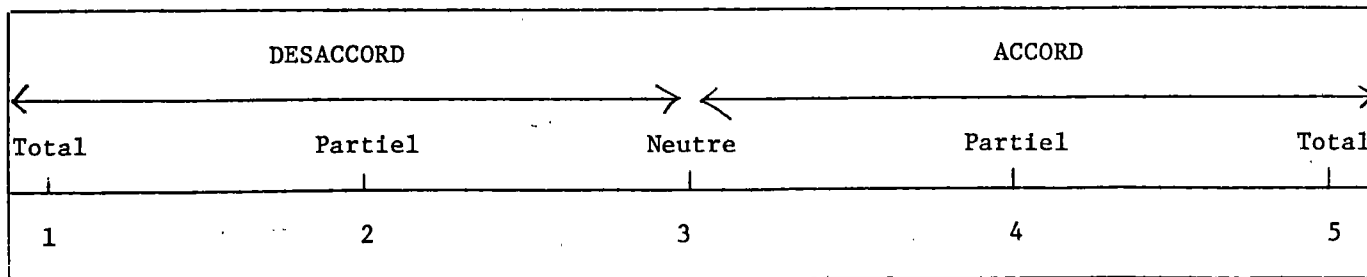 DESACCORD ACCORD
Total Partiel Neutre Partiel Total
1 2 3 4 5